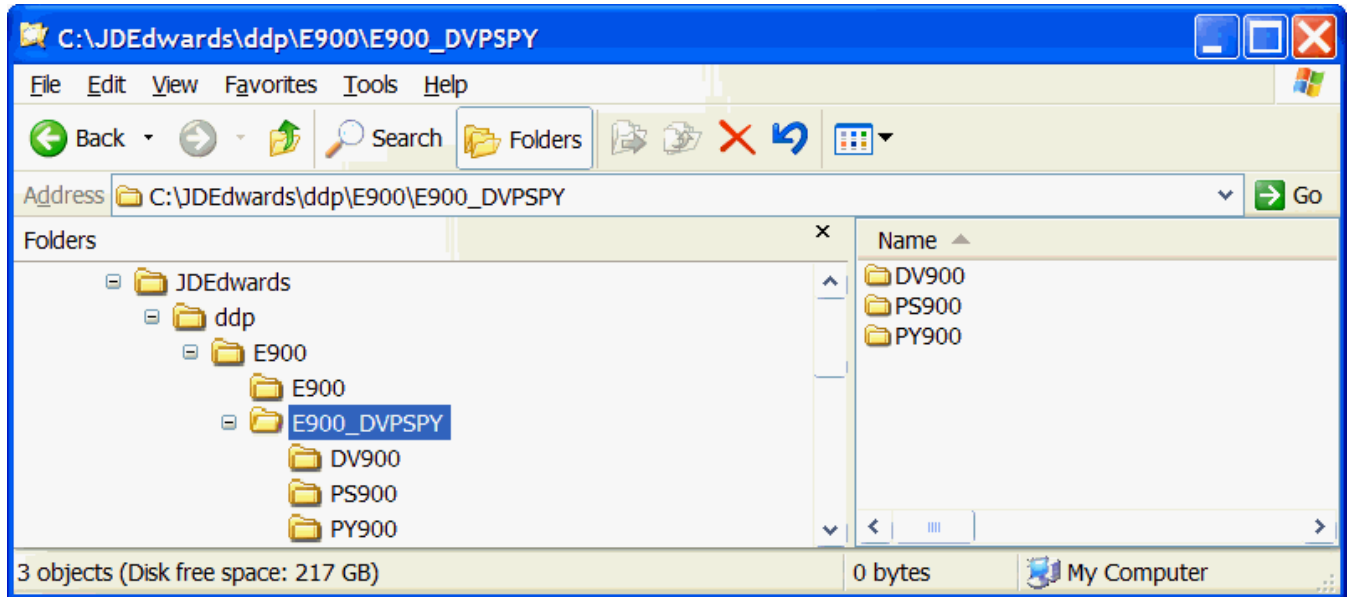 C:\JDEdwards\ddp\E900\E900_DVPSPY
File Edit View Favorites Tools Help
Back Search Folders
Address C:\JDEdwards\ddp\E900\E900_DVPSPY Go
Folders
JDEdwards
ddp
E900
E900
E900_DVPSPY
DV900
PS900
PY900
Name
DV900
PS900
PY900
3 objects (Disk free space: 217 GB) 0 bytes My Computer